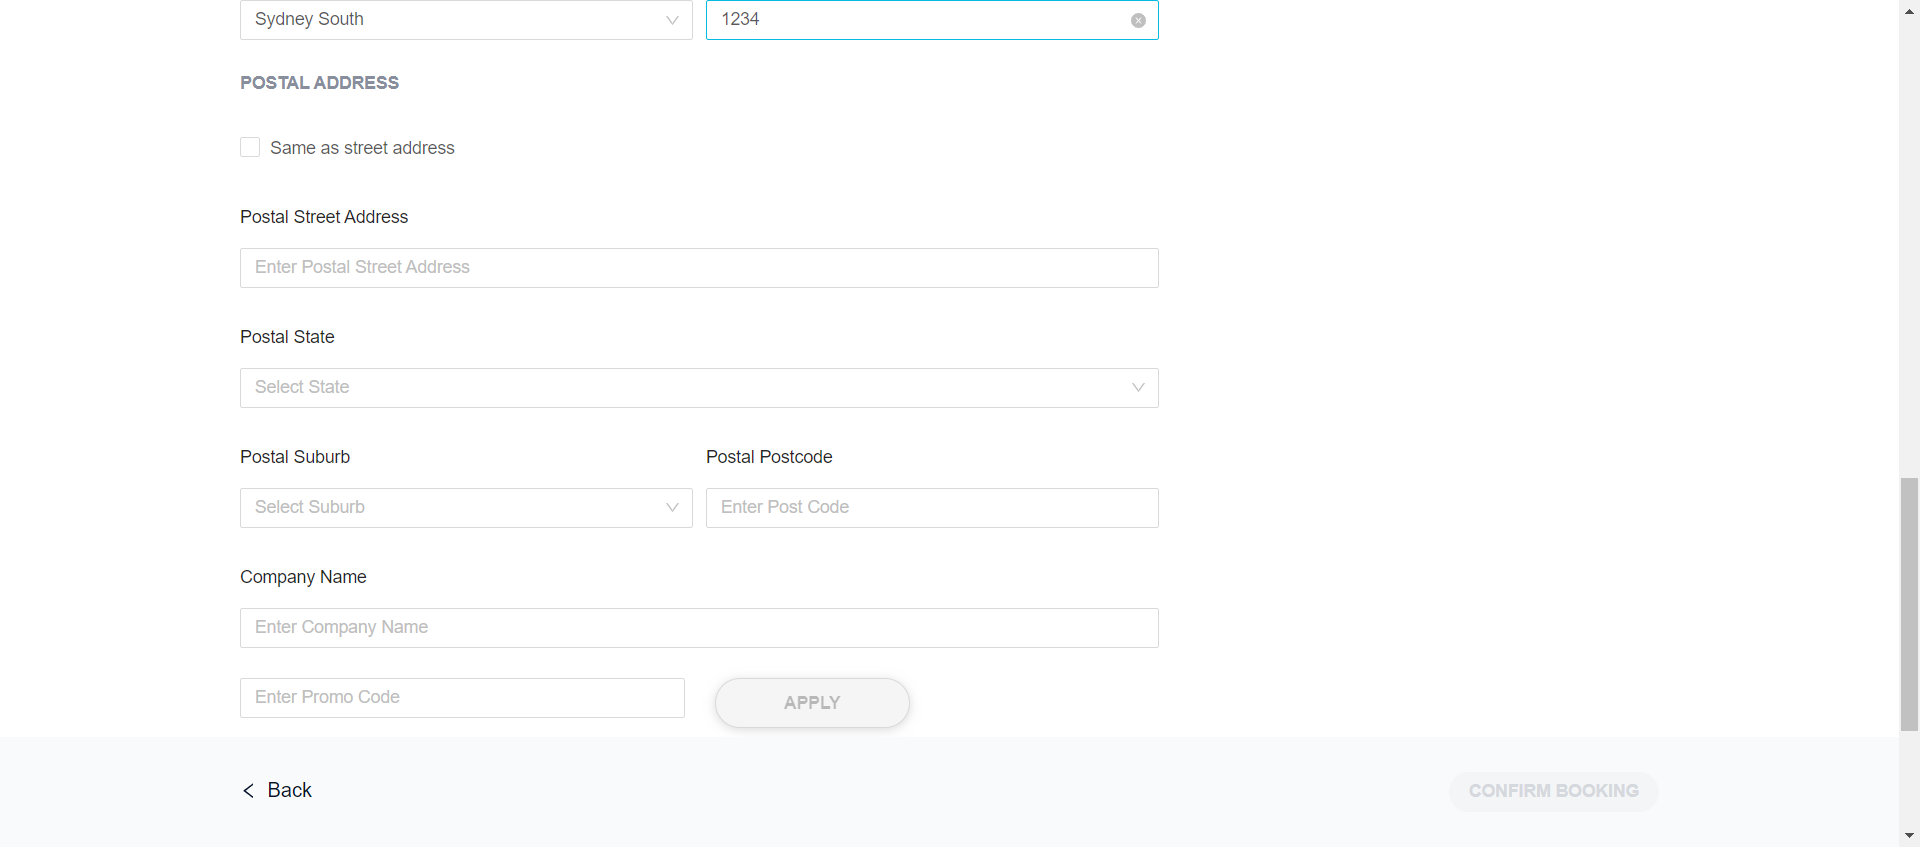 Sydney South 1234
POSTAL ADDRESS
Same as street address
Postal Street Address
Enter Postal Street Address
Postal State
Select State
Postal Suburb Postal Postcode
Select Suburb Enter Post Code
Company Name
Enter Company Name
Enter Promo Code APPLY
Back CONFIRM BOOKING